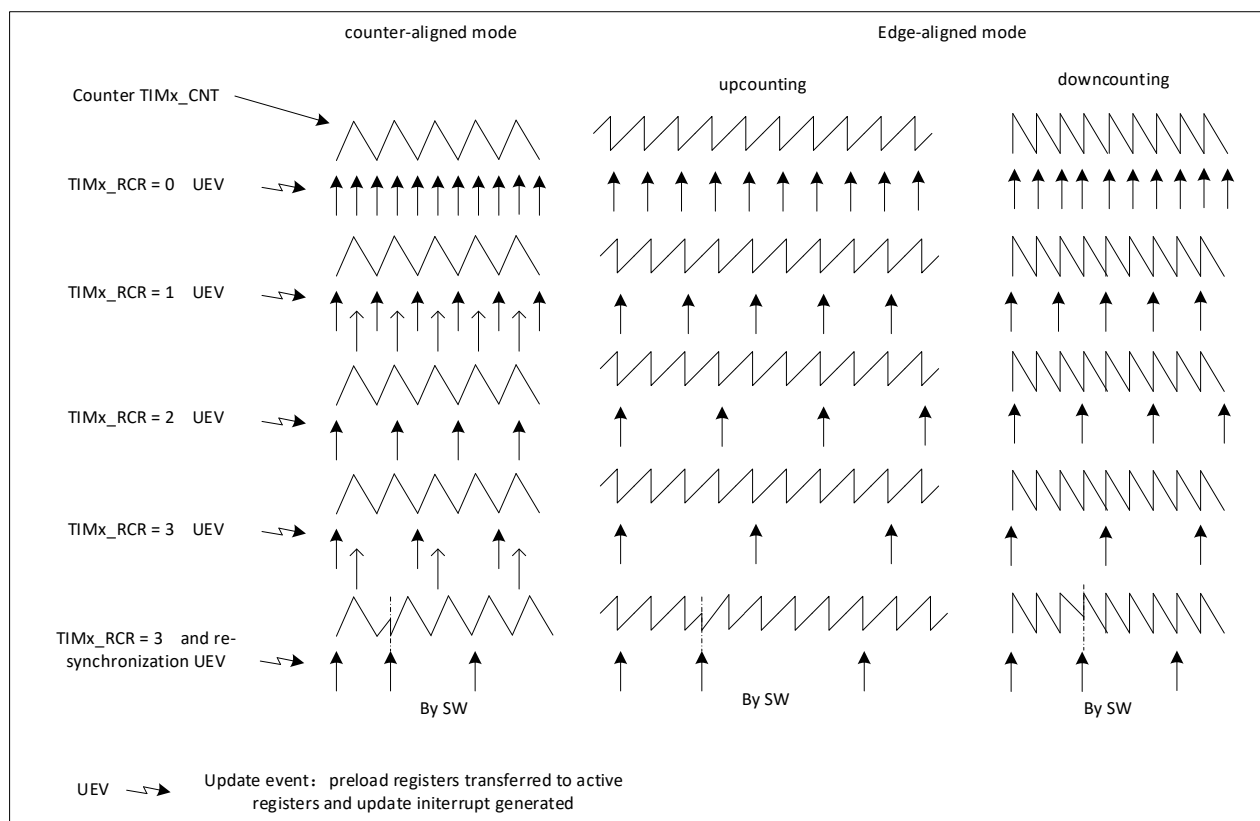 counter-aligned mode
Edge-aligned mode
upcounting
downcounting
Counter TIMx_CNT
TIMx_RCR = 0 UEV
TIMx_RCR = 1 UEV
TIMx_RCR = 2 UEV
TIMx_RCR = 3 UEV
TIMx_RCR = 3 and re-
synchronization UEV
By SW
By SW
By SW
UEV
Update event：preload registers transferred to active
registers and update initerrupt generated